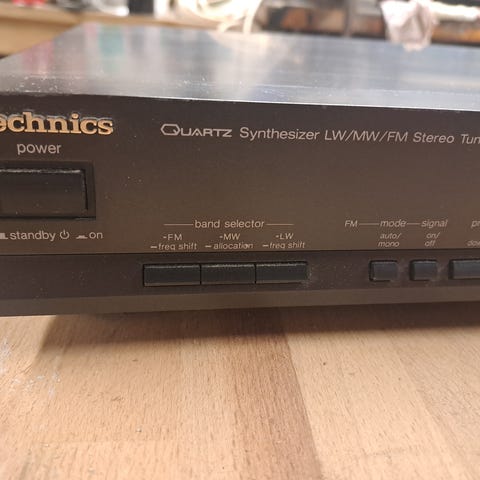 echnics
QUARTZ Synthesizer LW/MW/FM Stereo Tun
power
standby ⏻ on
band selector
-FM -MW -LW
freq shift allocation freq shift
FM mode signal
auto/ on/
mono off